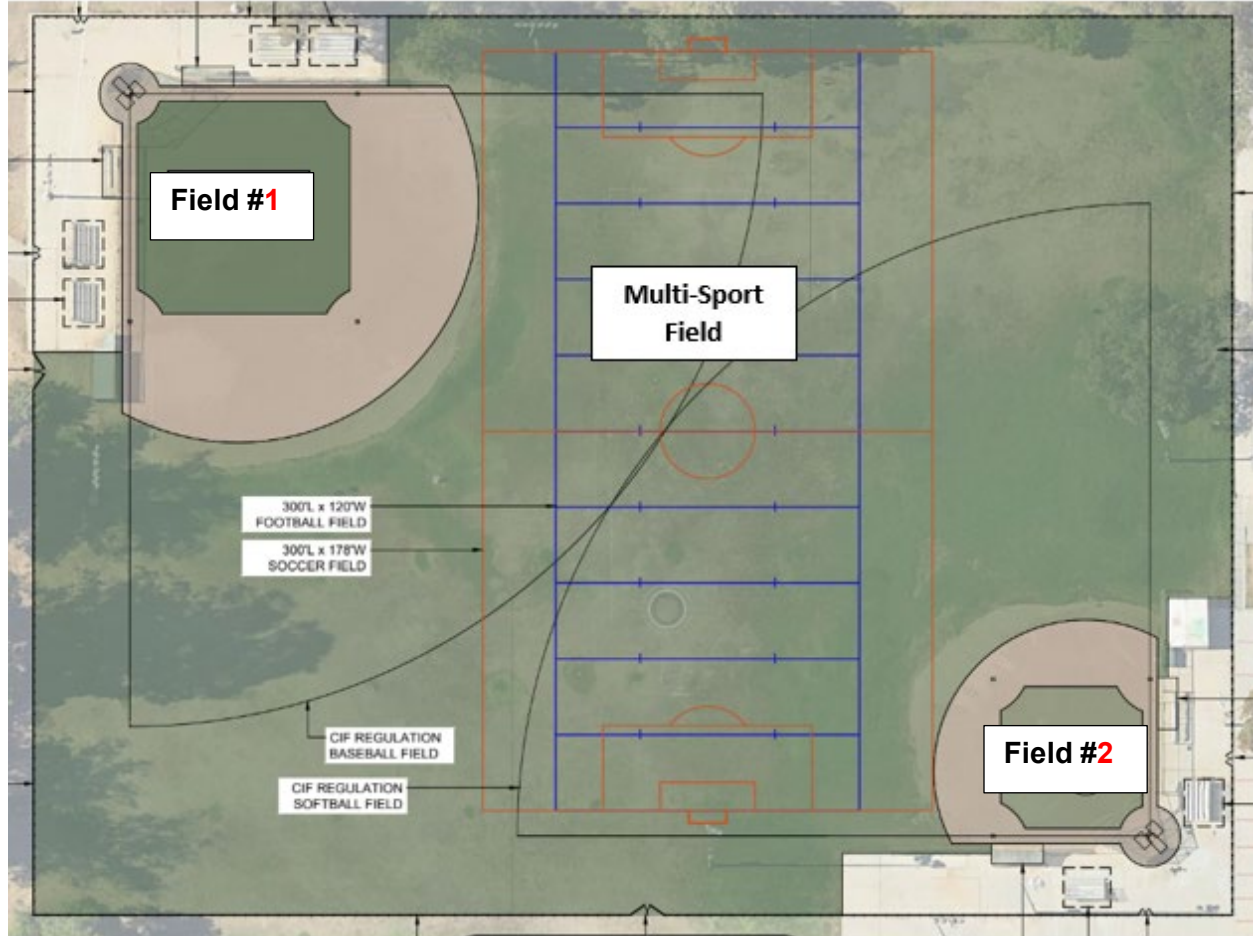 Field #1
Multi-Sport
Field
300'L x 120'W
FOOTBALL FIELD
300'L x 178'W
SOCCER FIELD
CIF REGULATION
BASEBALL FIELD
CIF REGULATION
SOFTBALL FIELD
Field #2